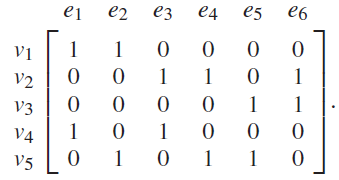 e1 e2 e3 e4 e5 e6
v1 1 1 0 0 0 0
v2 0 0 1 1 0 1
v3 0 0 0 0 1 1
v4 1 0 1 0 0 0
v5 0 1 0 1 1 0 .